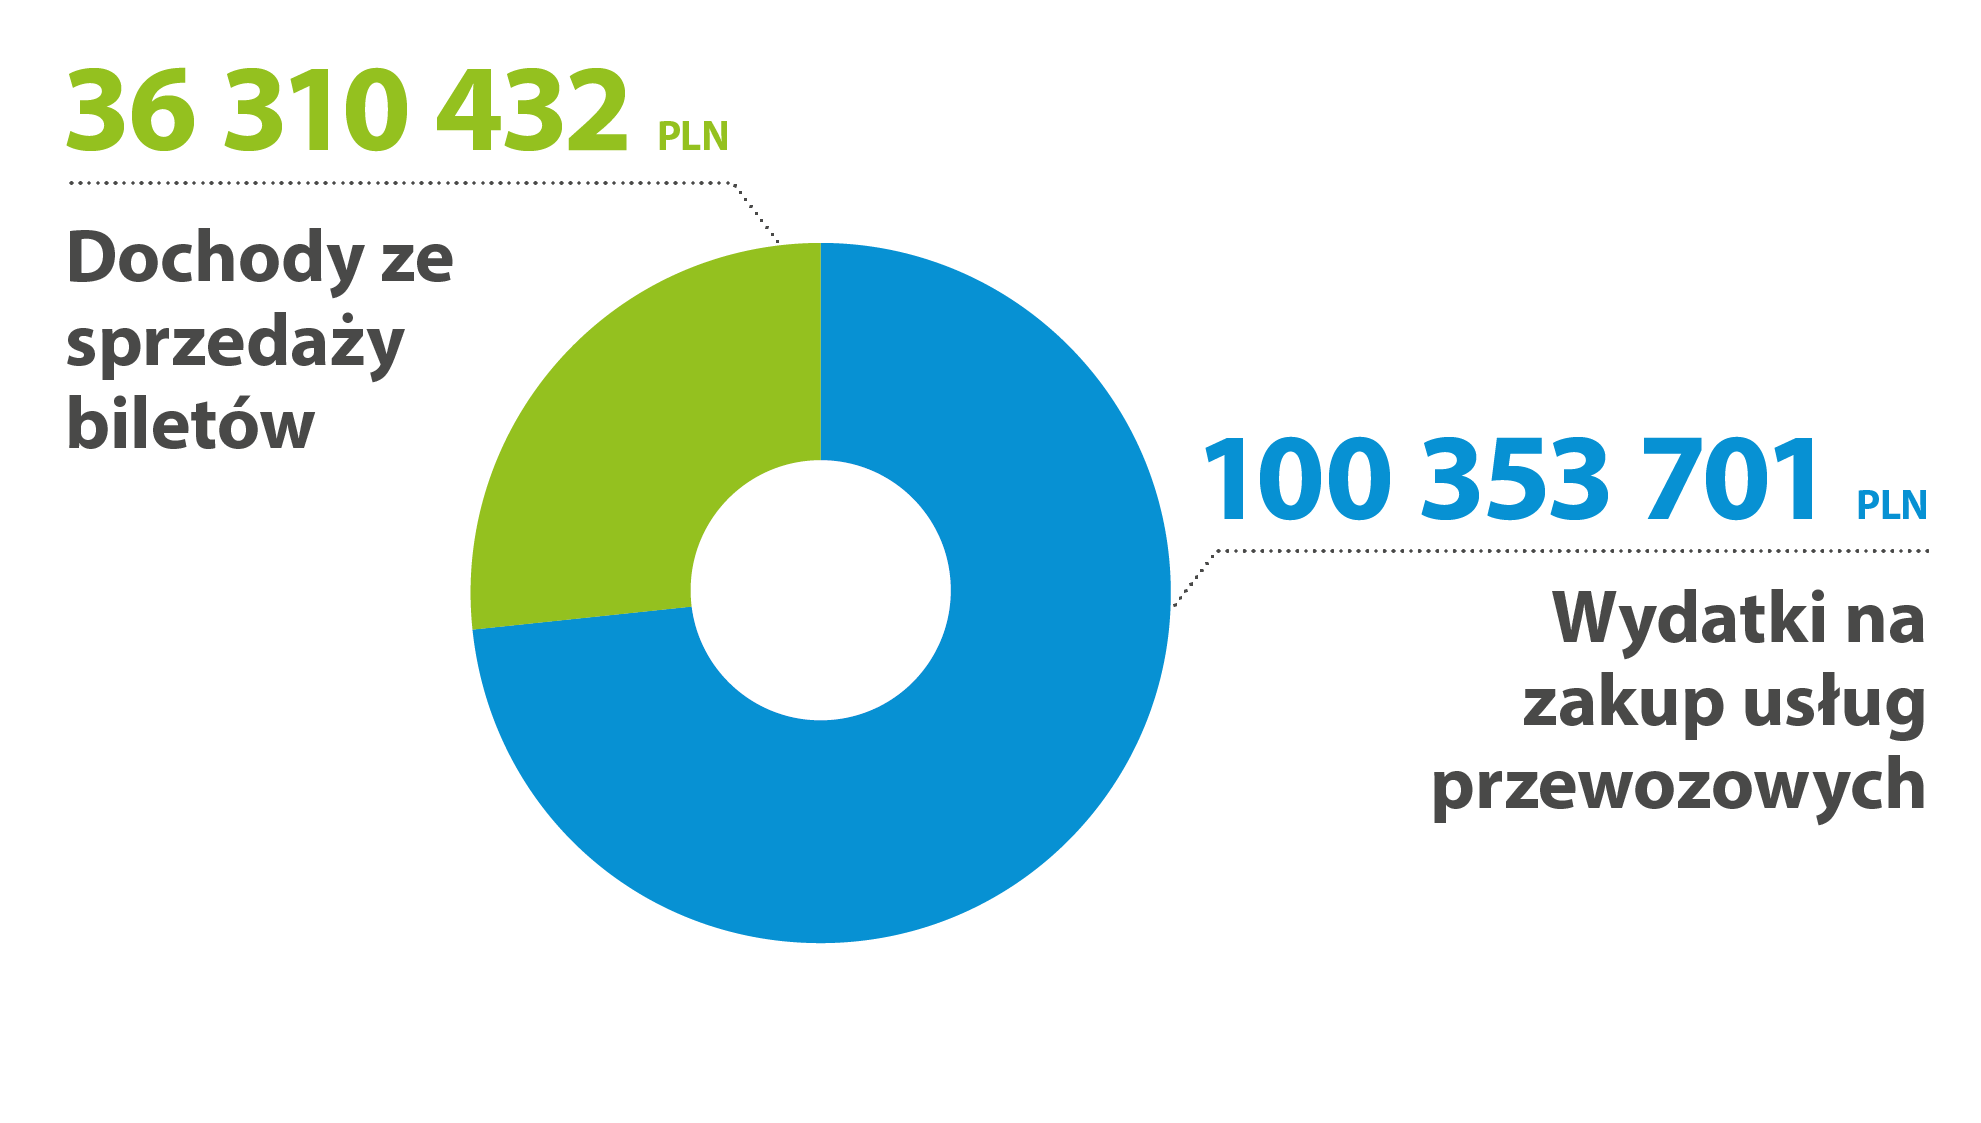 36 310 432 PLN
Dochody ze
sprzedaży
biletów
100 353 701 PLN
Wydatki na
zakup usług
przewozowych